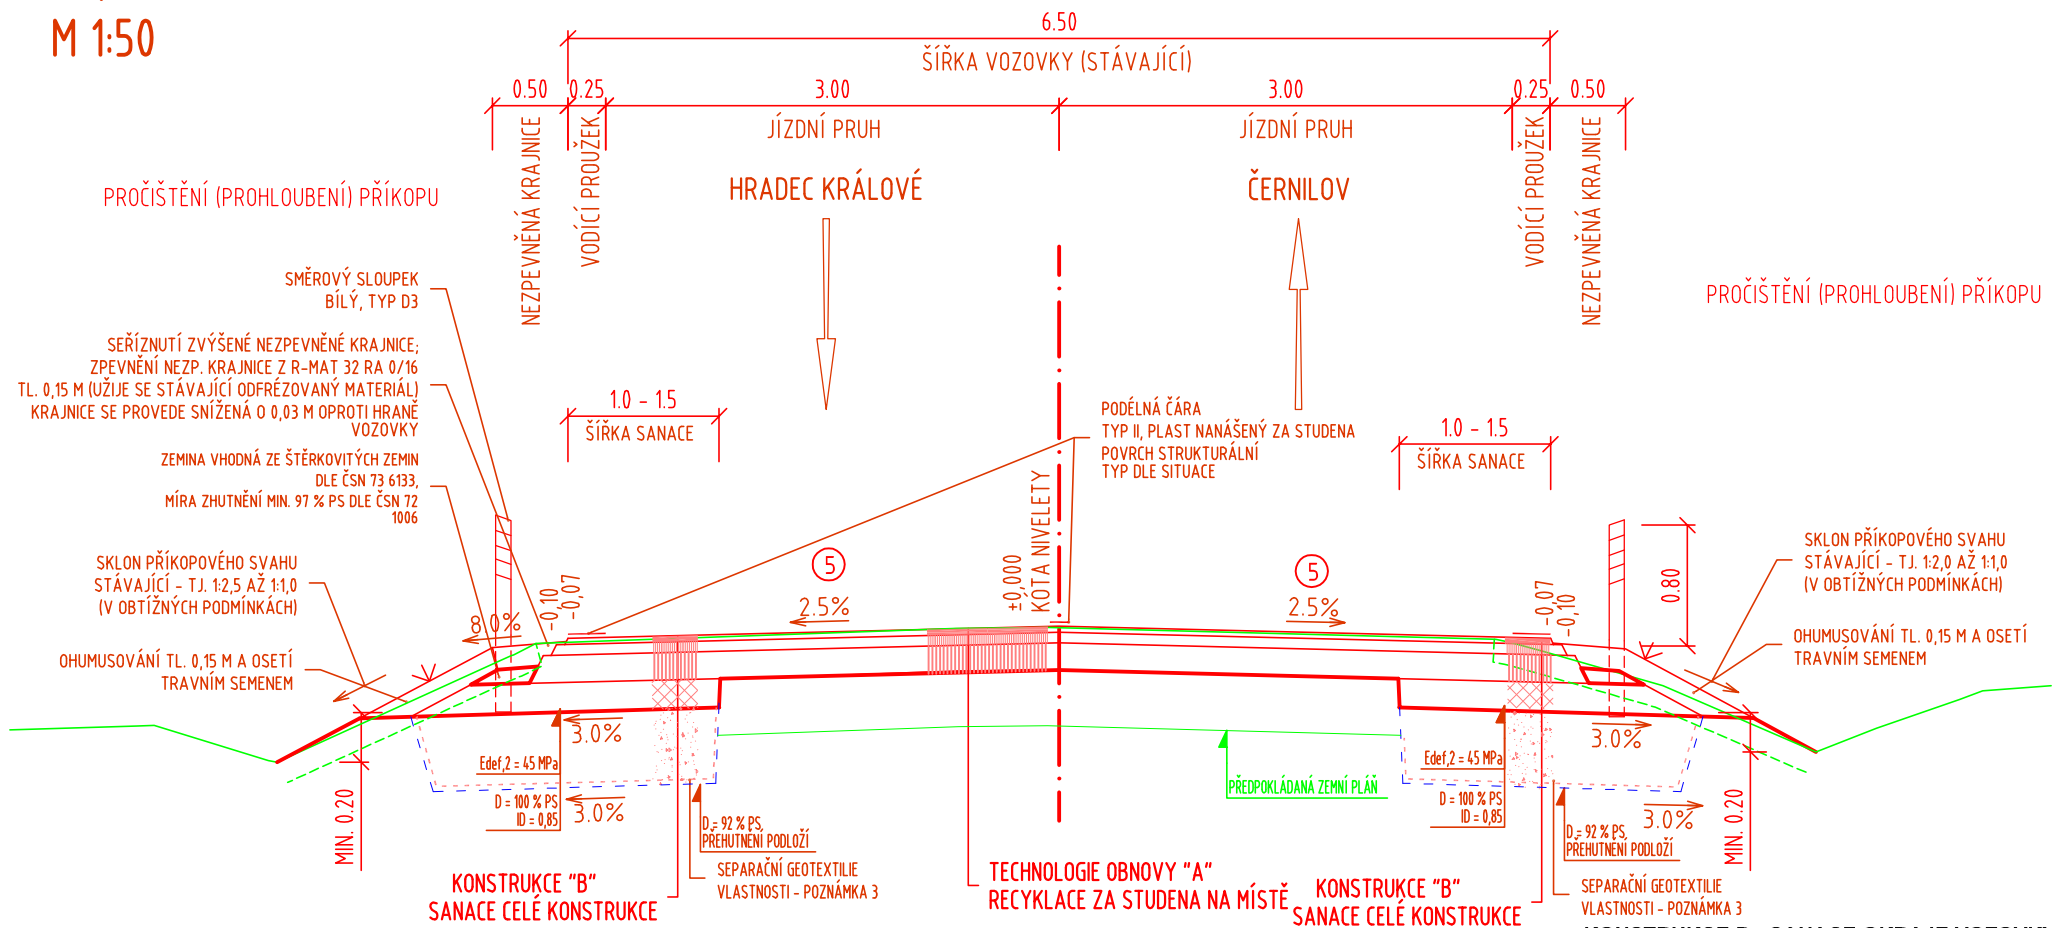 M 1:50
6.50
ŠÍŘKA VOZOVKY (STÁVAJÍCÍ)
0.50
0.25
3.00
3.00
0.25
0.50
NEZPEVNĚNÁ KRAJNICE
VODÍCÍ PROUŽEK
JÍZDNÍ PRUH
JÍZDNÍ PRUH
VODÍCÍ PROUŽEK
NEZPEVNĚNÁ KRAJNICE
HRADEC KRÁLOVÉ
ČERNILOV
PROČIŠTĚNÍ (PROHLOUBENÍ) PŘÍKOPU
PROČIŠTĚNÍ (PROHLOUBENÍ) PŘÍKOPU
SMĚROVÝ SLOUPEK
BÍLÝ, TYP D3
SEŘÍZNUTÍ ZVÝŠENÉ NEZPEVNĚNÉ KRAJNICE;
ZPEVNĚNÍ NEZP. KRAJNICE Z R-MAT 32 RA 0/16
TL. 0,15 M (UŽIJE SE STÁVAJÍCÍ ODFRÉZOVANÝ MATERIÁL)
KRAJNICE SE PROVEDE SNÍŽENÁ O 0,03 M OPROTI HRANĚ
VOZOVKY
ZEMINA VHODNÁ ZE ŠTĚRKOVITÝCH ZEMIN
DLE ČSN 73 6133,
MÍRA ZHUTNĚNÍ MIN. 97 % PS DLE ČSN 72
1006
SKLON PŘÍKOPOVÉHO SVAHU
STÁVAJÍCÍ - TJ. 1:2,5 AŽ 1:1,0
(V OBTÍŽNÝCH PODMÍNKÁCH)
OHUMUSOVÁNÍ TL. 0,15 M A OSETÍ
TRAVNÍM SEMENEM
1.0 - 1.5
ŠÍŘKA SANACE
PODÉLNÁ ČÁRA
TYP II, PLAST NANÁŠENÝ ZA STUDENA
POVRCH STRUKTURÁLNÍ
TYP DLE SITUACE
1.0 - 1.5
ŠÍŘKA SANACE
±0,000
KÓTA NIVELETY
5
5
2.5%
2.5%
8.0%
-0,10
-0,07
-0,07
-0,10
0.80
SKLON PŘÍKOPOVÉHO SVAHU
STÁVAJÍCÍ - TJ. 1:2,0 AŽ 1:1,0
(V OBTÍŽNÝCH PODMÍNKÁCH)
OHUMUSOVÁNÍ TL. 0,15 M A OSETÍ
TRAVNÍM SEMENEM
3.0%
Edef,2 = 45 MPa
D = 100 % PS
ID = 0,85
3.0%
MIN. 0.20
D = 92 % PS,
PŘEHUTNĚNÍ PODLOŽÍ
SEPARAČNÍ GEOTEXTILIE
VLASTNOSTI - POZNÁMKA 3
PŘEDPOKLÁDANÁ ZEMNÍ PLÁŇ
3.0%
Edef,2 = 45 MPa
D = 100 % PS
ID = 0,85
3.0%
MIN. 0.20
D = 92 % PS,
PŘEHUTNĚNÍ PODLOŽÍ
SEPARAČNÍ GEOTEXTILIE
VLASTNOSTI - POZNÁMKA 3
KONSTRUKCE "B"
SANACE CELÉ KONSTRUKCE
TECHNOLOGIE OBNOVY "A"
RECYKLACE ZA STUDENA NA MÍSTĚ
KONSTRUKCE "B"
SANACE CELÉ KONSTRUKCE